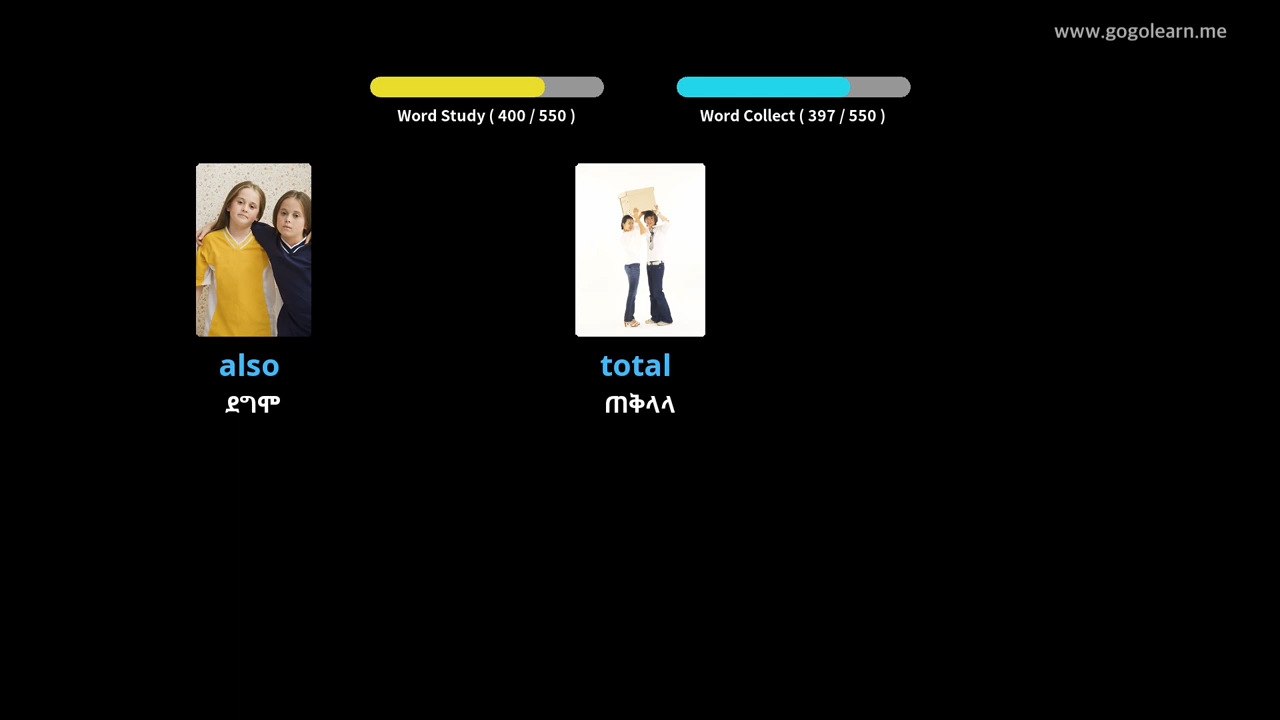 www.gogolearn.me
Word Study ( 400 / 550 )
Word Collect ( 397 / 550 )
also
ደግሞ
total
ጠቅላላ